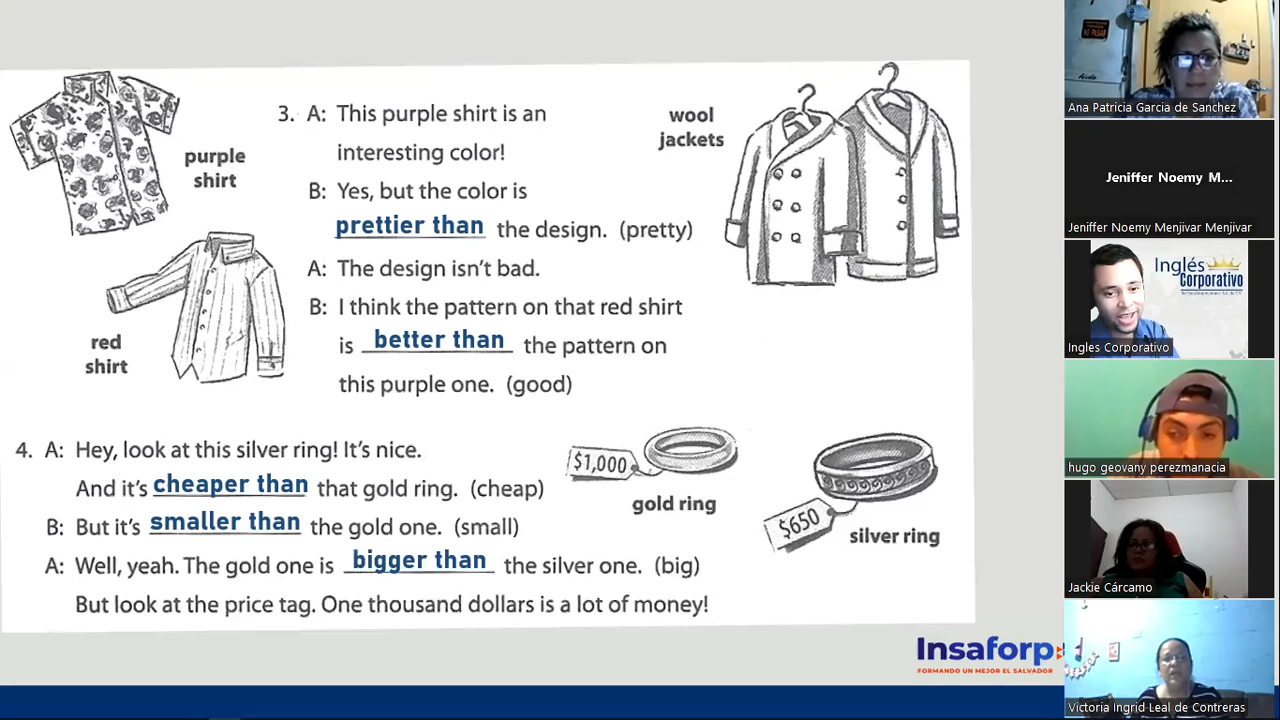 purple
shirt
3. A: This purple shirt is an
interesting color!
B: Yes, but the color is
prettier than the design. (pretty)
A: The design isn't bad.
B: I think the pattern on that red shirt
is better than the pattern on
this purple one. (good)
red
shirt
wool
jackets
4. A: Hey, look at this silver ring! It's nice.
And it's cheaper than that gold ring. (cheap)
B: But it's smaller than the gold one. (small)
A: Well, yeah. The gold one is bigger than the silver one. (big)
But look at the price tag. One thousand dollars is a lot of money!
$1,000
gold ring
$650
silver ring
Insaforp
FORMANDO UN MEJOR EL SALVADOR
NO PASAR
Ana Patricia Garcia de Sanchez
Jeniffer Noemy M...
Jeniffer Noemy Menjivar Menjivar
Inglés
Corporativo
Ingles Corporativo
hugo geovany perezmanacia
Jackie Cárcamo
Victoria Ingrid Leal de Contreras